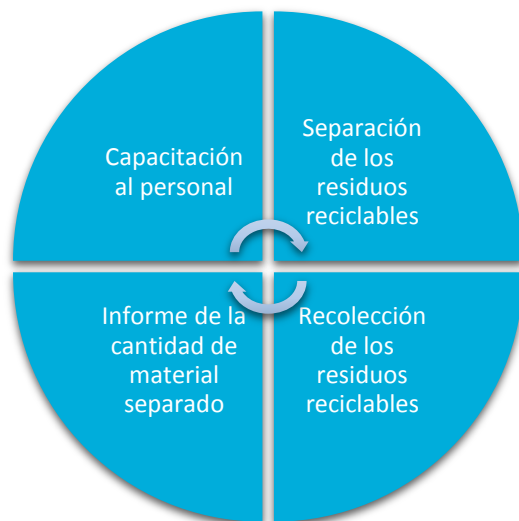 Capacitación
al personal
Separación
de los
residuos
reciclables
Informe de la
cantidad de
material
separado
Recolección
de los
residuos
reciclables